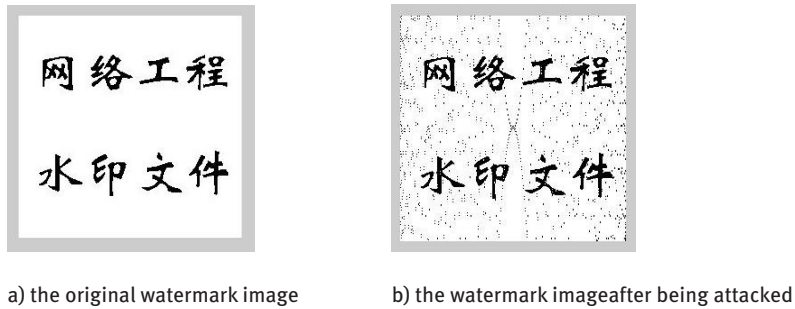 网络工程 网络工程
水印文件 水印文件
a) the original watermark image b) the watermark imageafter being attacked